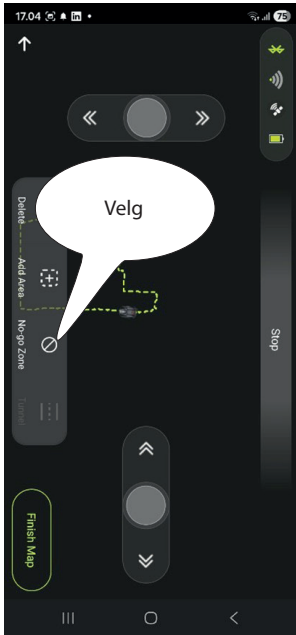 17.04
75
Velg
Delete
Add Area
No-go Zone
Tunnel
Stop
Finish Map